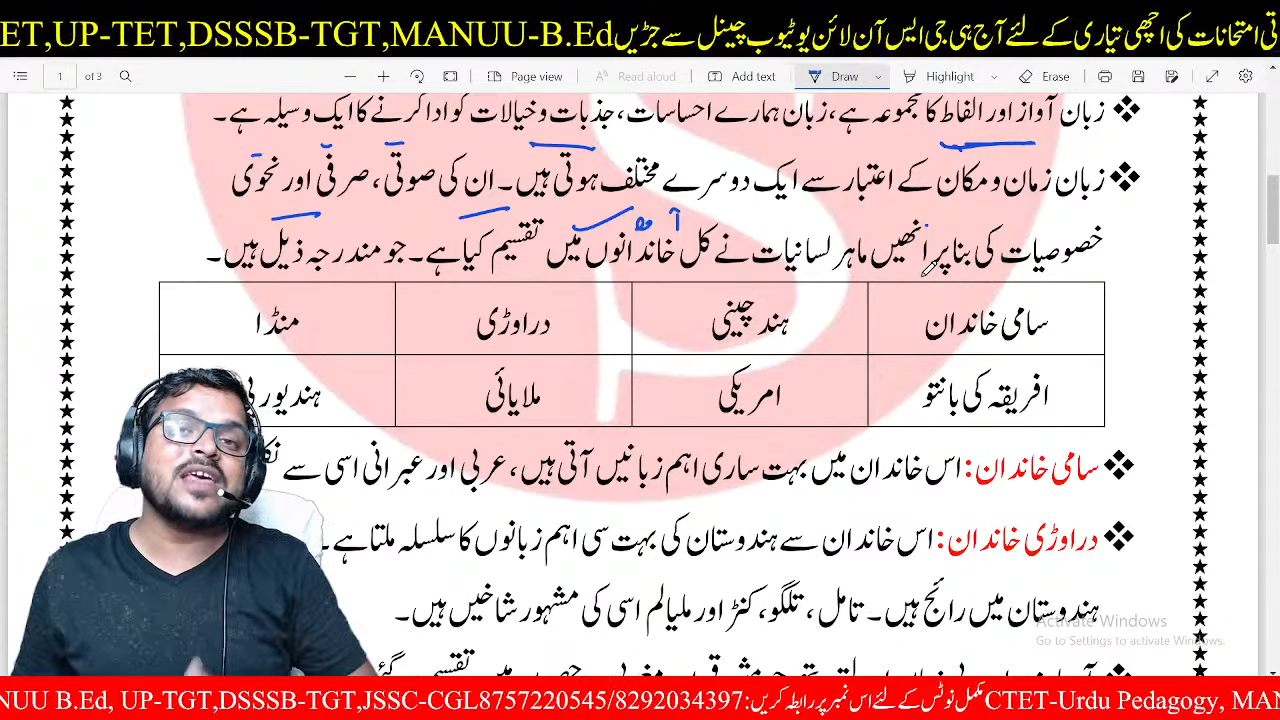 تی امتحانات کی اچھی تیاری کے لئے آج ہی جی ایس آن لائن یوٹیوب چینل سے جڑیں ET,UP-TET,DSSSB-TGT,MANUU-B.Ed
1 of 3 Page view Read aloud Add text Draw Highlight Erase
زبان آواز اور الفاظ کا مجموعہ ہے، زبان ہمارے احساسات، جذبات و خیالات کو ادا کرنے کا ایک وسیلہ ہے۔
زبان زمان و مکان کے اعتبار سے ایک دوسرے مختلف ہوتی ہیں۔ ان کی صوتی، صرفی اور نحوی
خصوصیات کی بنا پر انھیں ماہر لسانیات نے کل خاندانوں میں تقسیم کیا ہے۔ جو مندرجہ ذیل ہیں۔
سامی خاندان ہند چینی دراوڑی منڈا
افریقہ کی بانتو امریکی ملایائی
سامی خاندان: اس خاندان میں بہت ساری اہم زبانیں آتی ہیں، عربی اور عبرانی اسی سے
دراوڑی خاندان: اس خاندان سے ہندوستان کی بہت سی اہم زبانوں کا سلسلہ ملتا ہے۔
ہندوستان میں رائج ہیں۔ تامل، تلگو، کنڑ اور ملیالم اسی کی مشہور شاخیں ہیں۔
Activate Windows
Go to Settings to activate Windows.
NUU B.Ed, UP-TGT,DSSSB-TGT,JSSC-CGL مکمل نوٹس کے لئے اس نمبر پر رابطہ کریں:8757220545/8292034397 CTET-Urdu Pedagogy, MAN